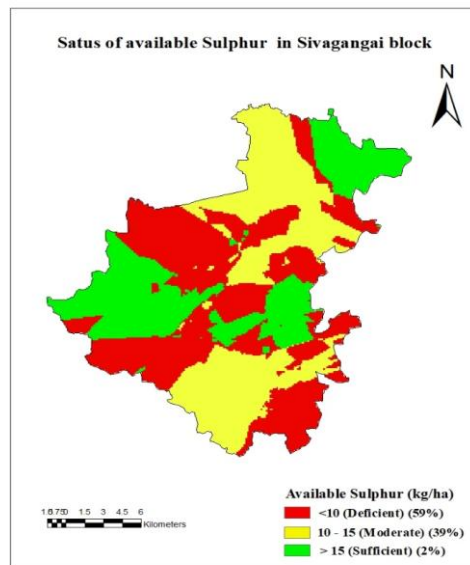 Satus of available Sulphur in Sivagangai block
N
1.5 3 4.5 6
Kilometers
Available Sulphur (kg/ha)
<10 (Deficient) (59%)
10 - 15 (Moderate) (39%)
> 15 (Sufficient) (2%)